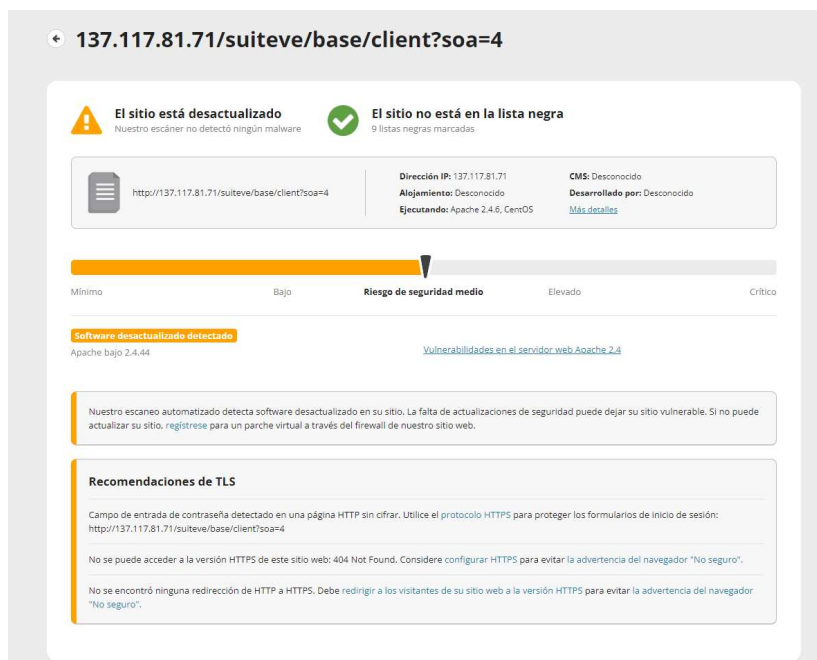 137.117.81.71/suiteve/base/client?soa=4
El sitio está desactualizado
Nuestro escáner no detectó ningún malware
El sitio no está en la lista negra
9 listas negras marcadas
http://137.117.81.71/suiteve/base/client?soa=4
Dirección IP: 137.117.81.71
Alojamiento: Desconocido
Ejecutando: Apache 2.4.6, CentOS
CMS: Desconocido
Desarrollado por: Desconocido
Más detalles
Mínimo
Bajo
Riesgo de seguridad medio
Elevado
Crítico
Software desactualizado detectado
Apache bajo 2.4.44
Vulnerabilidades en el servidor web Apache 2.4
Nuestro escaneo automatizado detecta software desactualizado en su sitio. La falta de actualizaciones de seguridad puede dejar su sitio vulnerable. Si no puede
actualizar su sitio, regístrese para un parche virtual a través del firewall de nuestro sitio web.
Recomendaciones de TLS
Campo de entrada de contraseña detectado en una página HTTP sin cifrar. Utilice el protocolo HTTPS para proteger los formularios de inicio de sesión:
http://137.117.81.71/suiteve/base/client?soa=4
No se puede acceder a la versión HTTPS de este sitio web: 404 Not Found. Considere configurar HTTPS para evitar la advertencia del navegador "No seguro".
No se encontró ninguna redirección de HTTP a HTTPS. Debe redirigir a los visitantes de su sitio web a la versión HTTPS para evitar la advertencia del navegador
"No seguro".